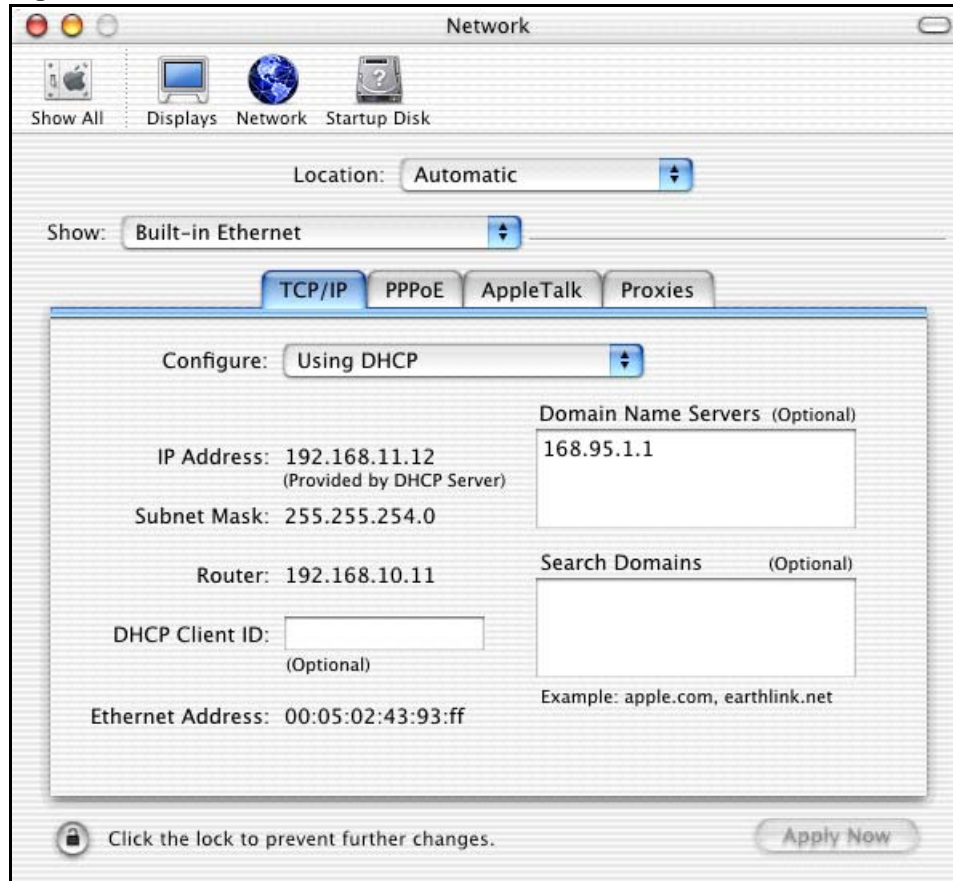 Network
Show All Displays Network Startup Disk
Location: Automatic
Show: Built-in Ethernet
TCP/IP PPPoE AppleTalk Proxies
Configure: Using DHCP
Domain Name Servers (Optional)
168.95.1.1
IP Address: 192.168.11.12
(Provided by DHCP Server)
Subnet Mask: 255.255.254.0
Router: 192.168.10.11
Search Domains (Optional)
DHCP Client ID:
(Optional)
Example: apple.com, earthlink.net
Ethernet Address: 00:05:02:43:93:ff
Click the lock to prevent further changes.
Apply Now